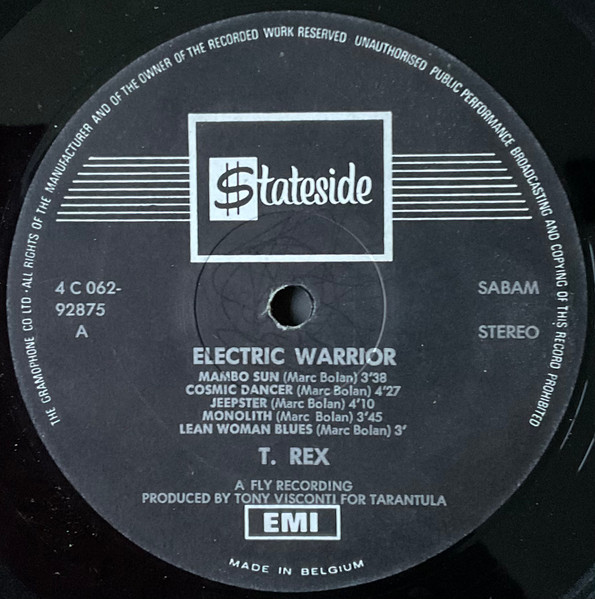 THE GRAMOPHONE CO LTD · ALL RIGHTS OF THE MANUFACTURER AND OF THE OWNER OF THE RECORDED WORK RESERVED UNAUTHORISED PUBLIC PERFORMANCE BROADCASTING AND COPYING OF THIS RECORD PROHIBITED
$tateside
4 C 062-
92875
A
SABAM
STEREO
ELECTRIC WARRIOR
MAMBO SUN (Marc Bolan) 3'38
COSMIC DANCER (Marc Bolan) 4'27
JEEPSTER (Marc Bolan) 4'10
MONOLITH (Marc Bolan) 3'45
LEAN WOMAN BLUES (Marc Bolan) 3'
T. REX
A FLY RECORDING
PRODUCED BY TONY VISCONTI FOR TARANTULA
EMI
MADE IN BELGIUM